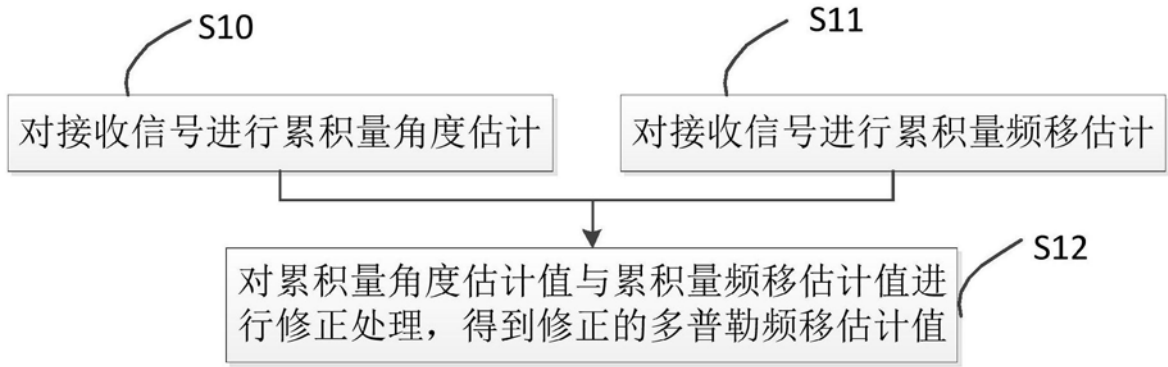 S10
S11
对接收信号进行累积量角度估计
对接收信号进行累积量频移估计
S12
对累积量角度估计值与累积量频移估计值进
行修正处理，得到修正的多普勒频移估计值